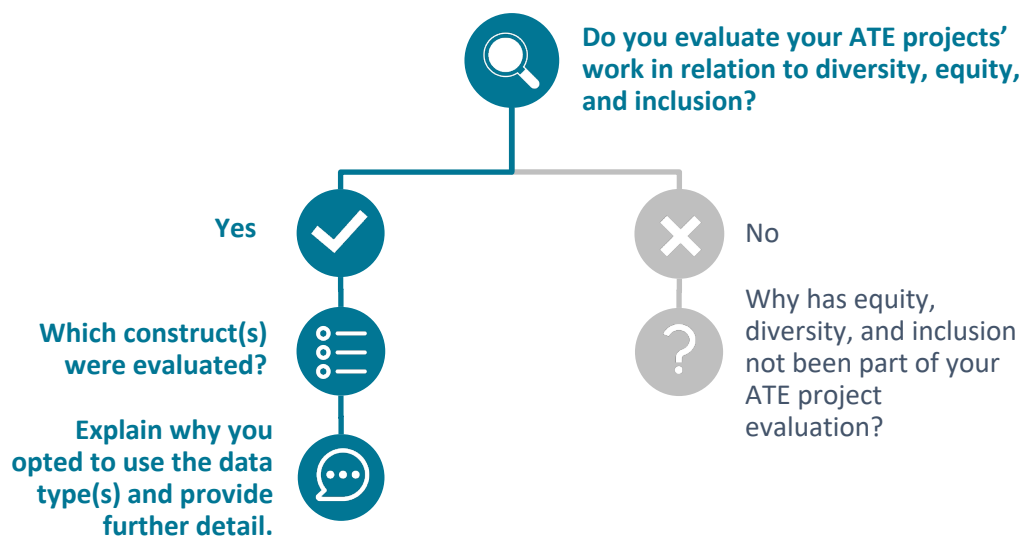 Do you evaluate your ATE projects’
work in relation to diversity, equity,
and inclusion?
Yes
Which construct(s)
were evaluated?
Explain why you
opted to use the data
type(s) and provide
further detail.
No
Why has equity,
diversity, and inclusion
not been part of your
ATE project
evaluation?